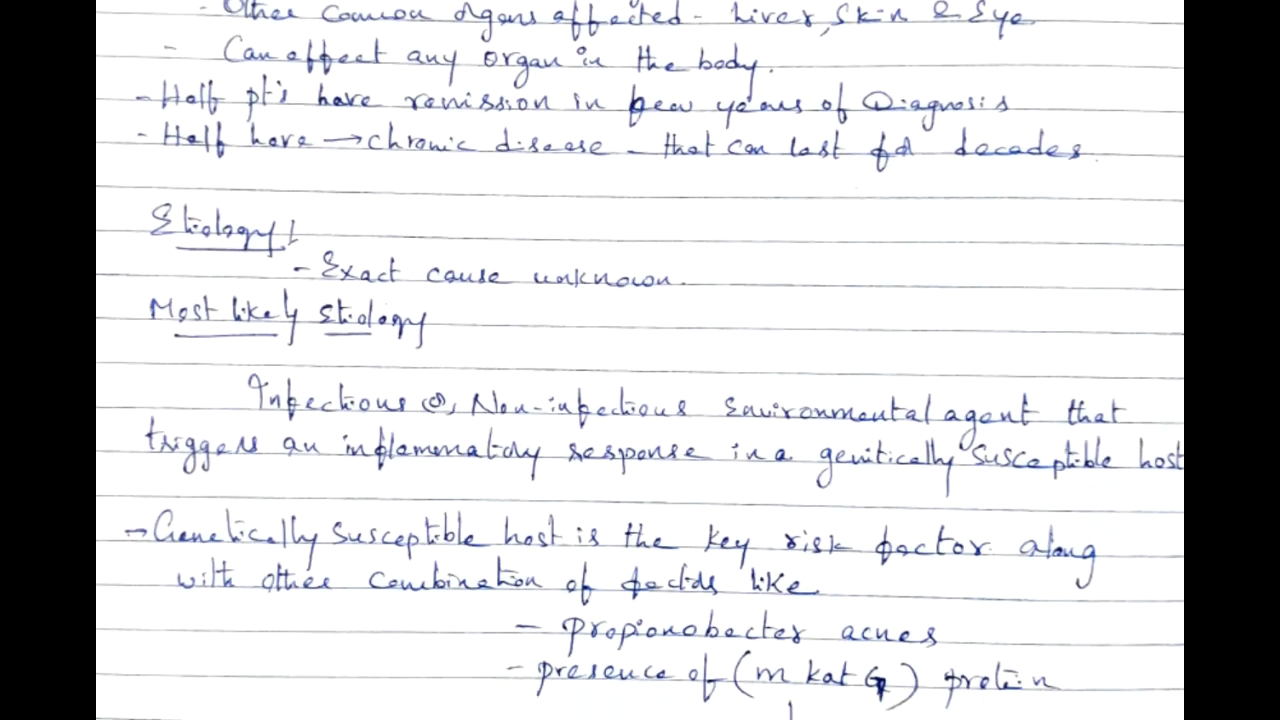 - Other common organs affected - Liver, Skin & Eye
- Can affect any organ in the body.
- Half pt's have remission in few years of Diagnosis
- Half have → chronic disease - that can last for decades
Etiology !
- Exact cause unknown.
Most likely Etiology
Infectious or, Non-infectious Environmental agent that
triggers an inflammatory response in a genitically susceptible host
→ Genetically susceptible host is the key risk factor along
with other combination of factors like
- propionobacter acnes
- presence of (m kat G) protein